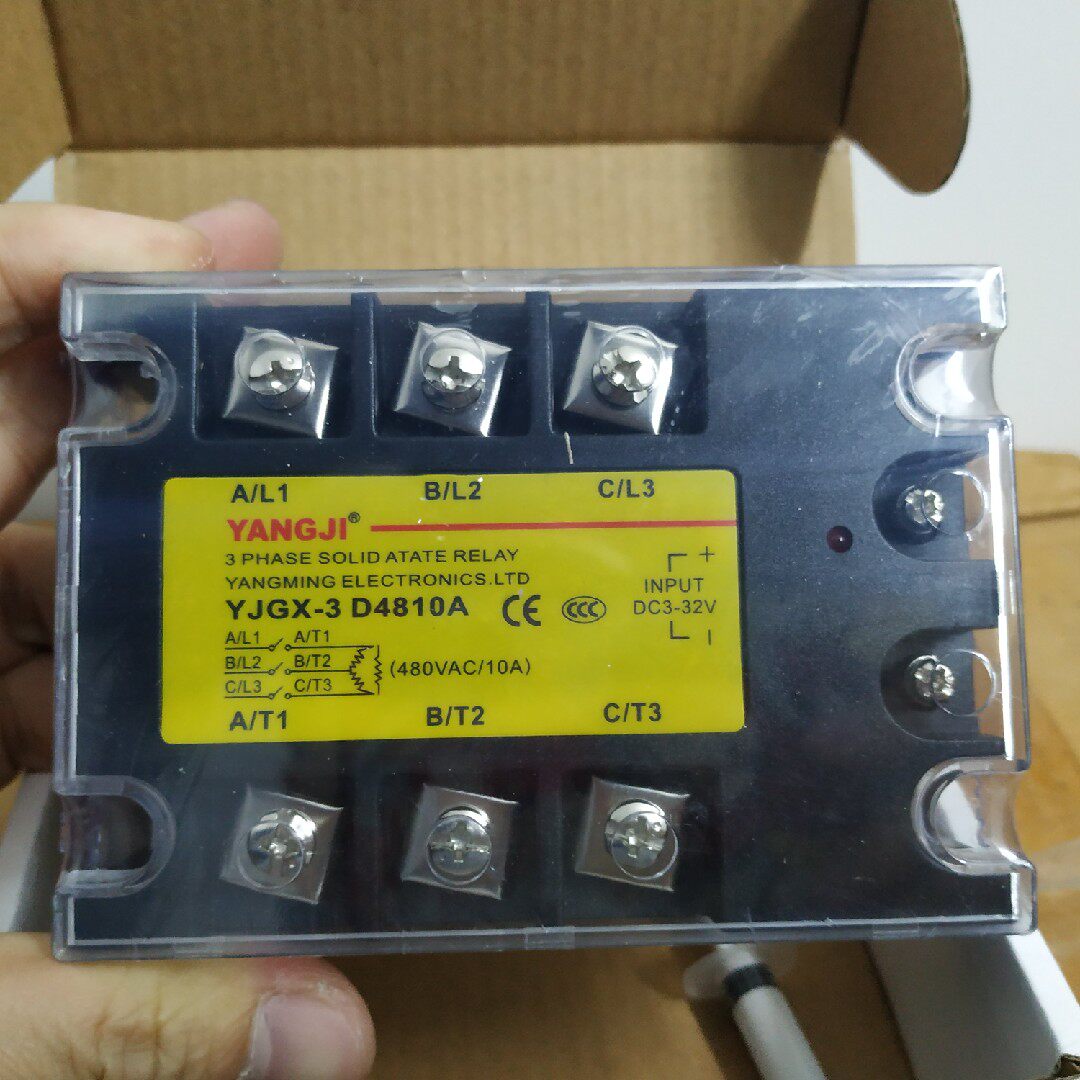 A/L1 B/L2 C/L3
YANGJI®
3 PHASE SOLID ATATE RELAY
YANGMING ELECTRONICS.LTD
YJGX-3 D4810A CE CCC
INPUT
DC3-32V
+
-
A/L1 A/T1
B/L2 B/T2 (480VAC/10A)
C/L3 C/T3
A/T1 B/T2 C/T3